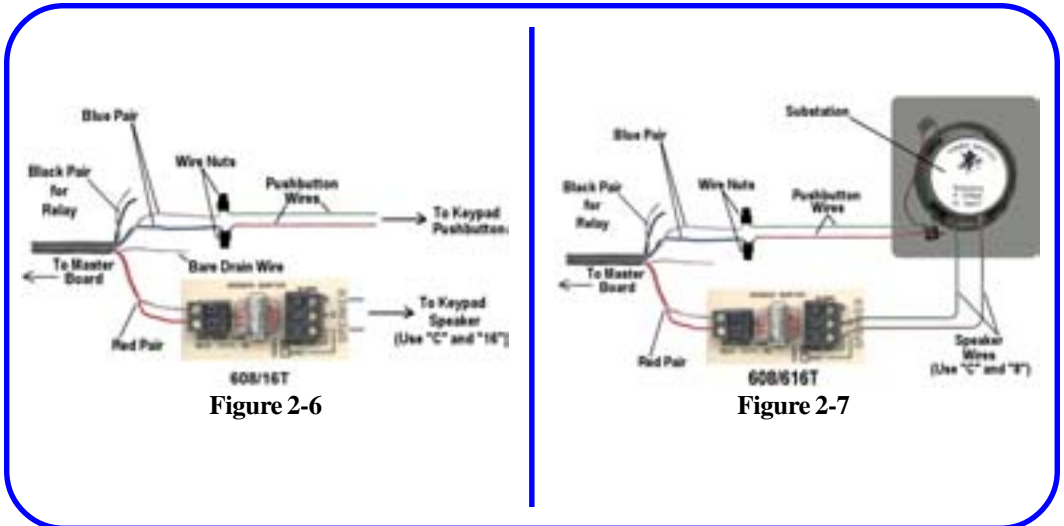 Blue Pair
Black Pair
for
Relay
Wire Nuts
Pushbutton
Wires
To Keypad
Pushbutton
To Master
Board
Bare Drain Wire
To Keypad
Speaker
(Use "C" and "16")
Red Pair
608/16T
Figure 2-6
Substation
Blue Pair
Black Pair
for
Relay
Wire Nuts
Pushbutton
Wires
To Master
Board
Red Pair
Speaker
Wires
(Use "C" and "8")
608/616T
Figure 2-7